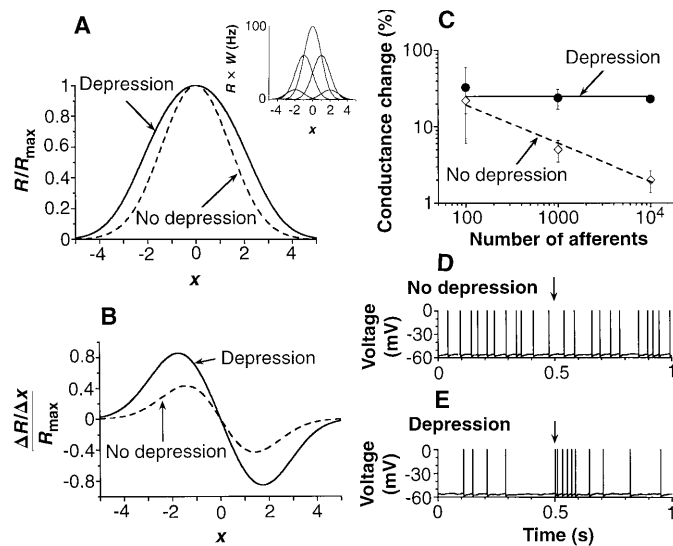 A
R/Rmax
1
0.8
0.6
0.4
0.2
0
-4 -2 0 2 4
x
Depression
No depression
R × W (Hz)
100
50
0
-4 -2 0 2 4
x
B
ΔR/Δx
Rmax
0.8
0.4
0
-0.4
-0.8
-4 -2 0 2 4
x
Depression
No depression
C
Conductance change (%)
100
10
1
100 1000 10⁴
Number of afferents
Depression
No depression
D
No depression
Voltage
(mV)
0
-30
-60
0 0.5 1
E
Depression
Voltage
(mV)
0
-30
-60
0 0.5 1
Time (s)